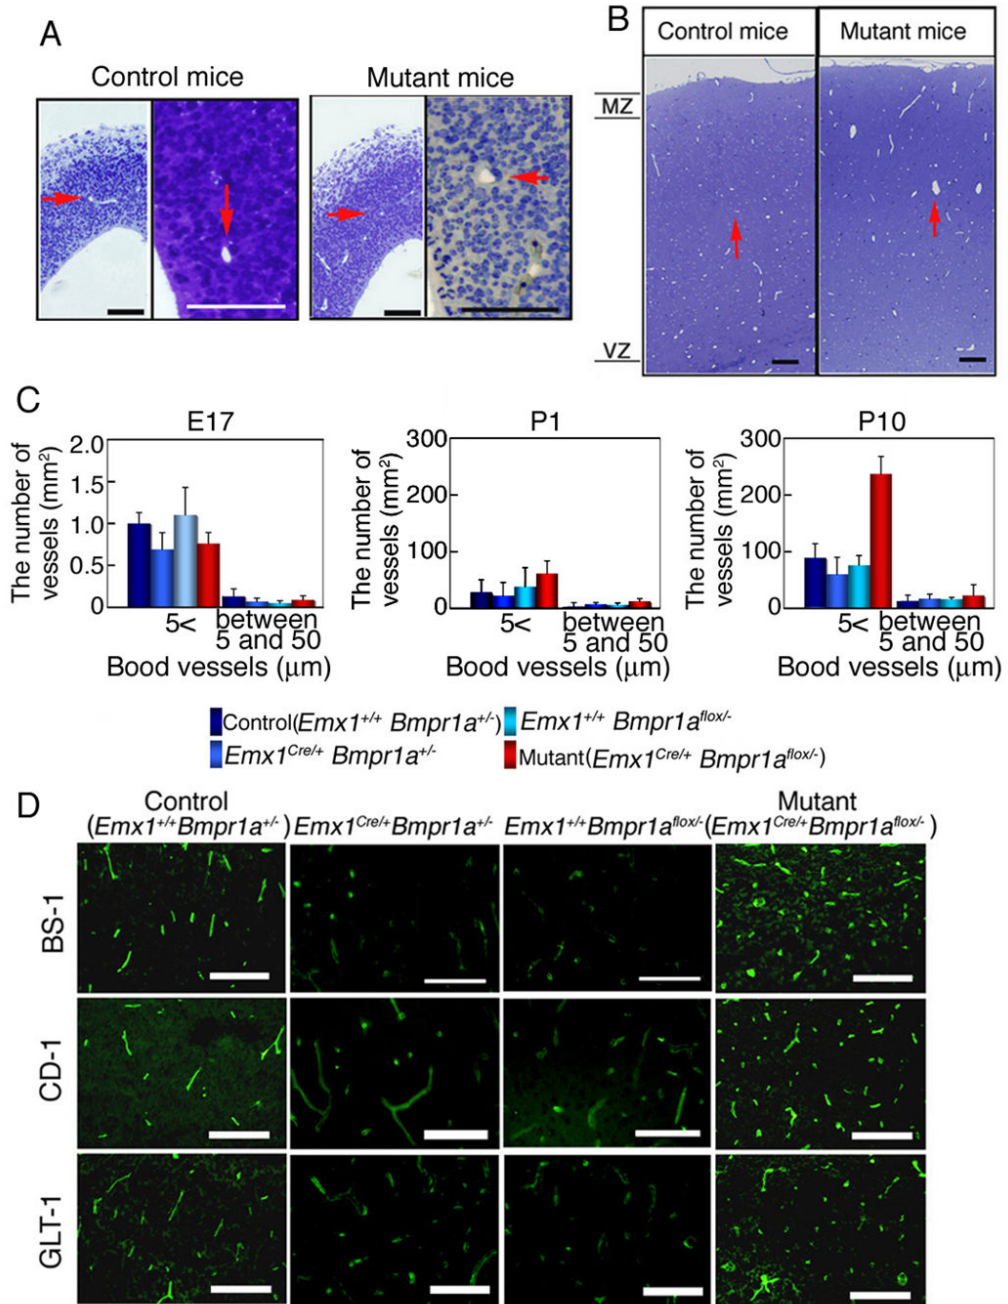 A
Control mice
Mutant mice
B
Control mice
Mutant mice
MZ
VZ
C
E17
The number of
vessels (mm²)
2.0
1.5
1.0
0.5
0
5<
between
5 and 50
Bood vessels (μm)
P1
The number of
vessels (mm²)
300
200
100
0
5<
between
5 and 50
Bood vessels (μm)
P10
The number of
vessels (mm²)
300
200
100
0
5<
between
5 and 50
Bood vessels (μm)
Control(Emx1+/+ Bmpr1a+/-)
Emx1+/+ Bmpr1aflox/-
Emx1Cre/+ Bmpr1a+/-
Mutant(Emx1Cre/+ Bmpr1aflox/-)
D
Control
(Emx1+/+Bmpr1a+/-)
Emx1Cre/+Bmpr1a+/-
Emx1+/+Bmpr1aflox/-
Mutant
(Emx1Cre/+Bmpr1aflox/-)
BS-1
CD-1
GLT-1